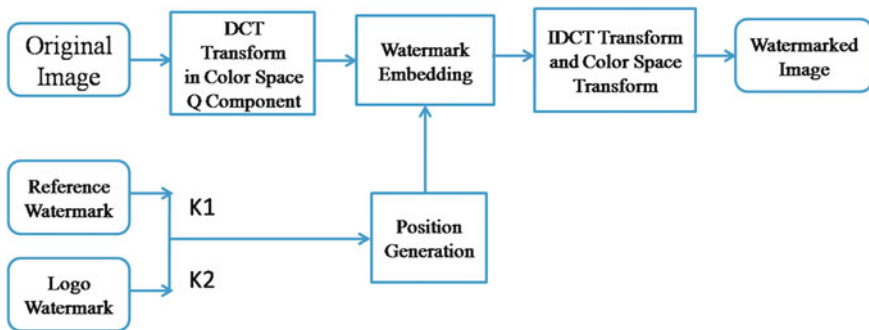 Original
Image
DCT
Transform
in Color Space
Q Component
Watermark
Embedding
IDCT Transform
and Color Space
Transform
Watermarked
Image
Reference
Watermark
K1
Position
Generation
K2
Logo
Watermark